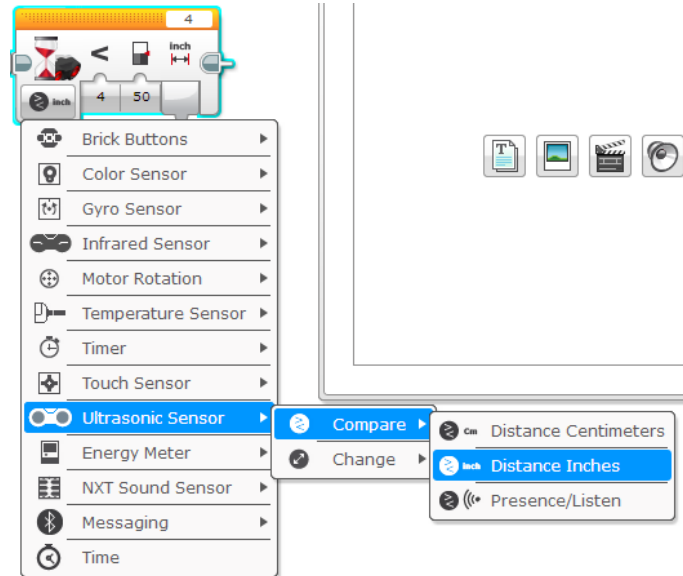 4
< inch
inch 4 50
Brick Buttons
Color Sensor
Gyro Sensor
Infrared Sensor
Motor Rotation
Temperature Sensor
Timer
Touch Sensor
Ultrasonic Sensor
Compare
Cm Distance Centimeters
Energy Meter
Change
inch Distance Inches
NXT Sound Sensor
Presence/Listen
Messaging
Time
T